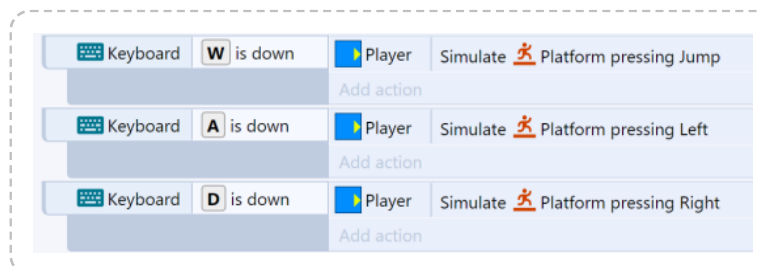 Keyboard W is down Player Simulate Platform pressing Jump
Add action
Keyboard A is down Player Simulate Platform pressing Left
Add action
Keyboard D is down Player Simulate Platform pressing Right
Add action